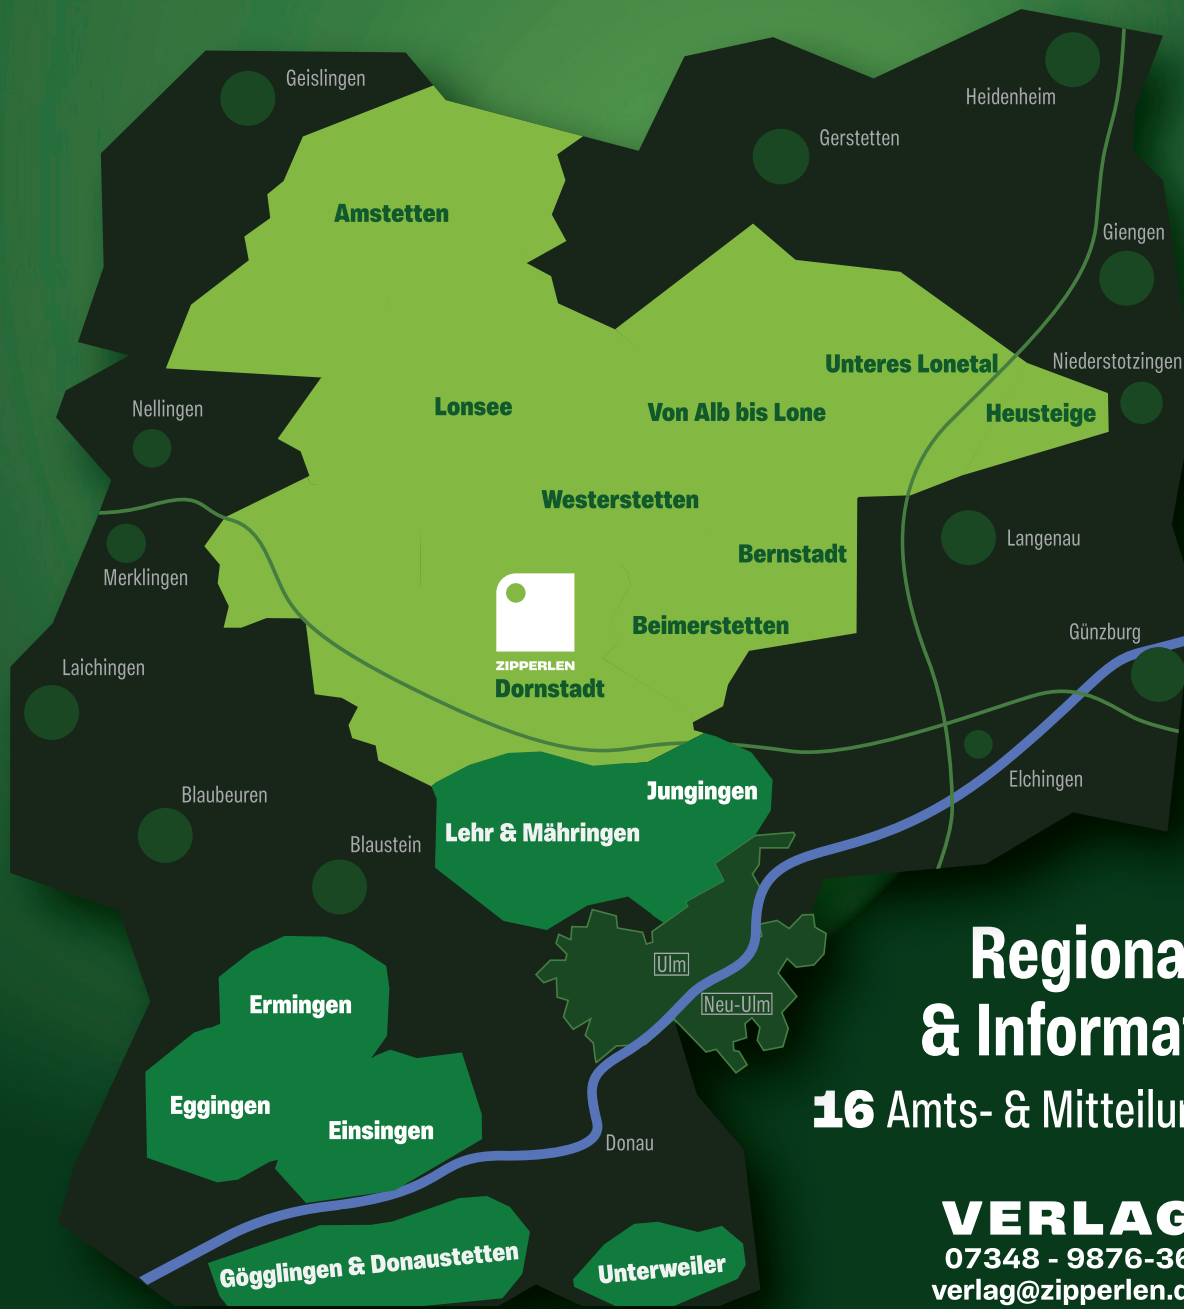 Geislingen
Heidenheim
Gerstetten
Amstetten
Giengen
Unteres Lonetal
Niederstotzingen
Nellingen
Lonsee
Von Alb bis Lone
Heusteige
Westerstetten
Langenau
Bernstadt
Merklingen
Beimerstetten
Günzburg
ZIPPERLEN
Laichingen
Dornstadt
Elchingen
Jungingen
Blaubeuren
Lehr & Mähringen
Blaustein
Ulm
Neu-Ulm
Ermingen
Eggingen
Einsingen
Donau
Gögglingen & Donaustetten
Unterweiler
Regiona
& Informat
16 Amts- & Mitteilun
VERLAG
07348 - 9876-36
verlag@zipperlen.d